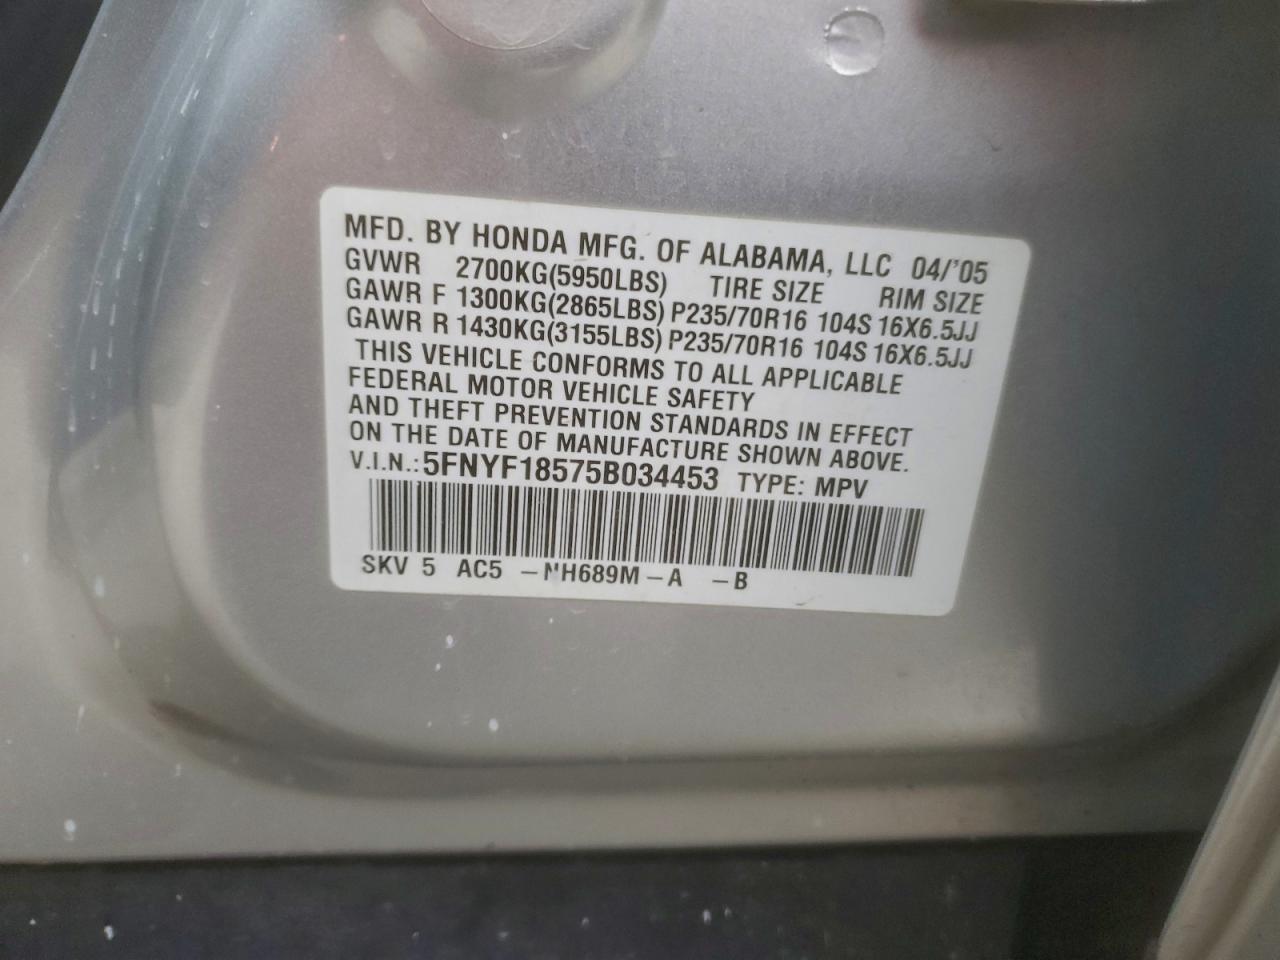 MFD. BY HONDA MFG. OF ALABAMA, LLC 04/'05
GVWR 2700KG(5950LBS) TIRE SIZE RIM SIZE
GAWR F 1300KG(2865LBS) P235/70R16 104S 16X6.5JJ
GAWR R 1430KG(3155LBS) P235/70R16 104S 16X6.5JJ
THIS VEHICLE CONFORMS TO ALL APPLICABLE
FEDERAL MOTOR VEHICLE SAFETY
AND THEFT PREVENTION STANDARDS IN EFFECT
ON THE DATE OF MANUFACTURE SHOWN ABOVE.
V.I.N.: 5FNYF18575B034453 TYPE: MPV
SKV 5 AC5 -NH689M-A -B